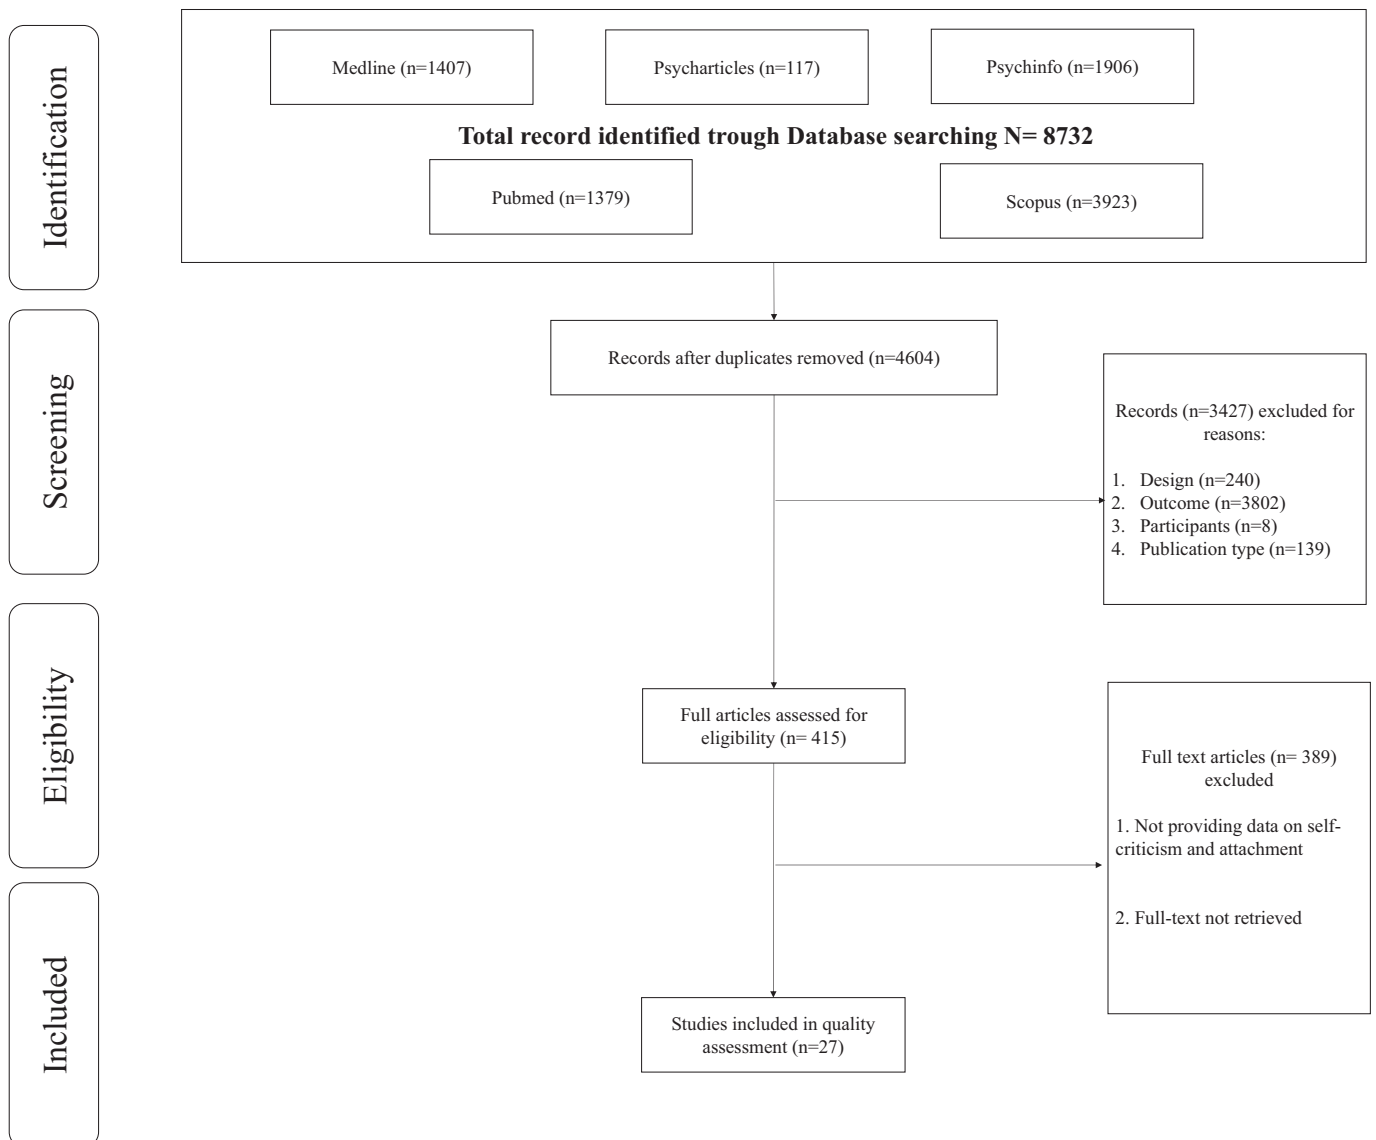 Identification
Medline (n=1407)
Psycharticles (n=117)
Psychinfo (n=1906)
Total record identified trough Database searching N= 8732
Pubmed (n=1379)
Scopus (n=3923)
Screening
Records after duplicates removed (n=4604)
Records (n=3427) excluded for
reasons:
1. Design (n=240)
2. Outcome (n=3802)
3. Participants (n=8)
4. Publication type (n=139)
Eligibility
Full articles assessed for
eligibility (n= 415)
Full text articles (n= 389)
excluded
1. Not providing data on self-
criticism and attachment
2. Full-text not retrieved
Included
Studies included in quality
assessment (n=27)